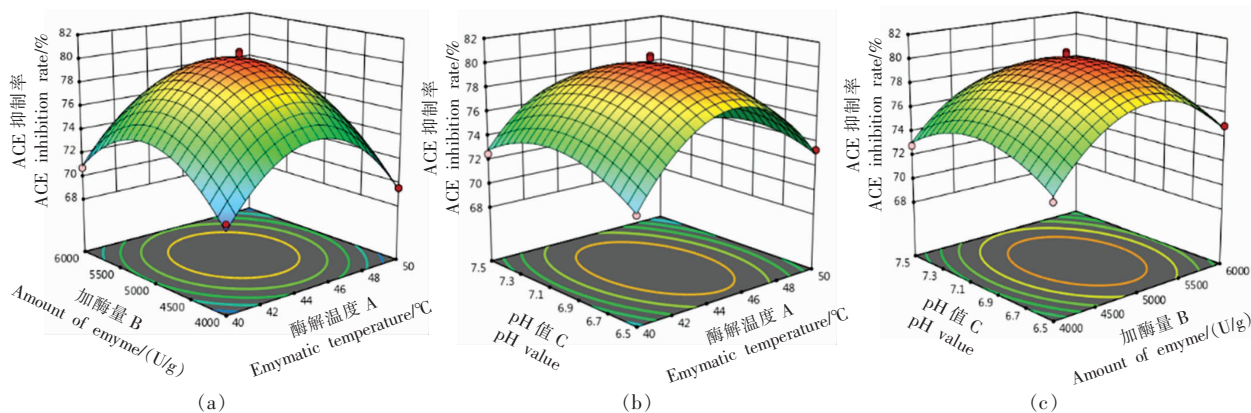 82
80
78
76
74
72
70
68
ACE 抑制率
ACE inhibition rate/%
6000
5500
5000
4500
4000
加酶量 B
Amount of emyme/(U/g)
40
42
44
46
48
50
酶解温度 A
Enymatic temperature/℃
(a)
82
80
78
76
74
72
70
68
ACE 抑制率
ACE inhibition rate/%
7.5
7.3
7.1
6.9
6.7
6.5
pH 值 C
pH value
40
42
44
46
48
50
酶解温度 A
Emymatic temperature/℃
(b)
82
80
78
76
74
72
70
68
ACE 抑制率
ACE inhibition rate/%
7.5
7.3
7.1
6.9
6.7
6.5
pH 值 C
pH value
4000
4500
5000
5500
6000
加酶量 B
Amount of emyme/(U/g)
(c)